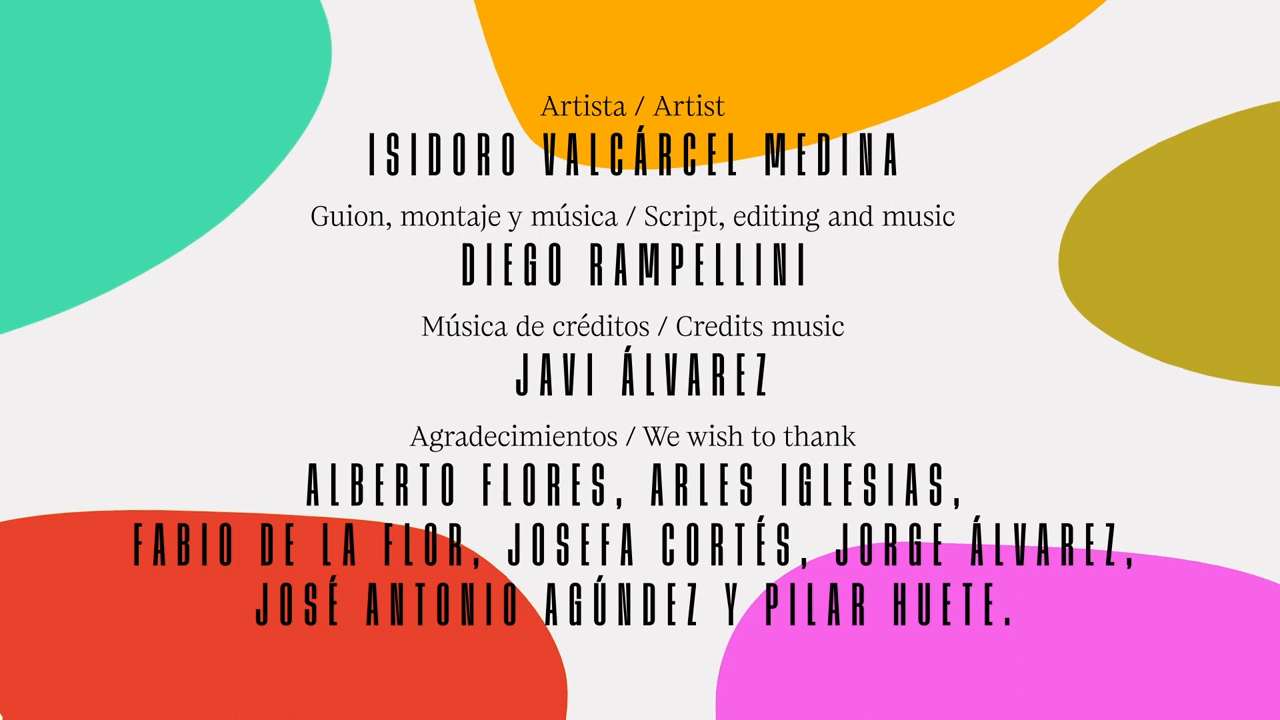 Artista / Artist
ISIDORO VALCÁRCEL MEDINA
Guion, montaje y música / Script, editing and music
DIEGO RAMPELLINI
Música de créditos / Credits music
JAVI ÁLVAREZ
Agradecimientos / We wish to thank
ALBERTO FLORES, ARLES IGLESIAS,
FABIO DE LA FLOR, JOSEFA CORTÉS, JORGE ÁLVAREZ,
JOSÉ ANTONIO AGÚNDEZ Y PILAR HUETE.